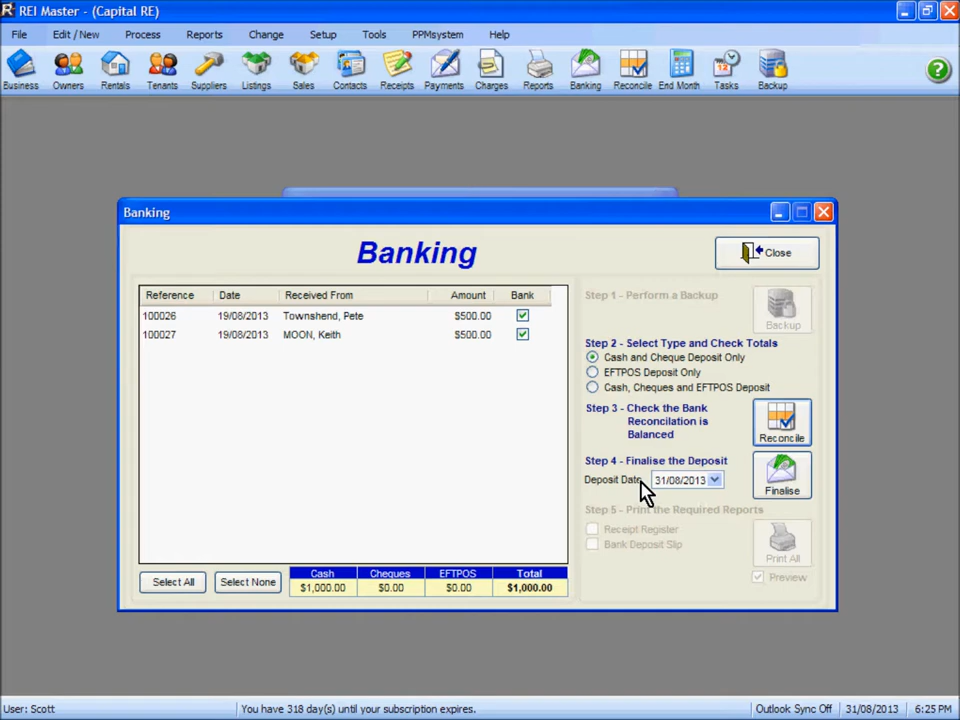 REI Master - (Capital RE)
File Edit / New Process Reports Change Setup Tools PPMsystem Help
Business Owners Rentals Tenants Suppliers Listings Sales Contacts Receipts Payments Charges Reports Banking Reconcile End Month Tasks Backup
Banking
Banking
Close
Reference Date Received From Amount Bank
100026 19/08/2013 Townshend, Pete $500.00
100027 19/08/2013 MOON, Keith $500.00
Step 1 - Perform a Backup
Backup
Step 2 - Select Type and Check Totals
Cash and Cheque Deposit Only
EFTPOS Deposit Only
Cash, Cheques and EFTPOS Deposit
Step 3 - Check the Bank
Reconcilation is
Balanced
Reconcile
Step 4 - Finalise the Deposit
Deposit Date 31/08/2013
Finalise
Step 5 - Print the Required Reports
Receipt Register
Bank Deposit Slip
Print All
Preview
Select All Select None
Cash Cheques EFTPOS Total
$1,000.00 $0.00 $0.00 $1,000.00
User: Scott You have 318 day(s) until your subscription expires. Outlook Sync Off 31/08/2013 6:25 PM